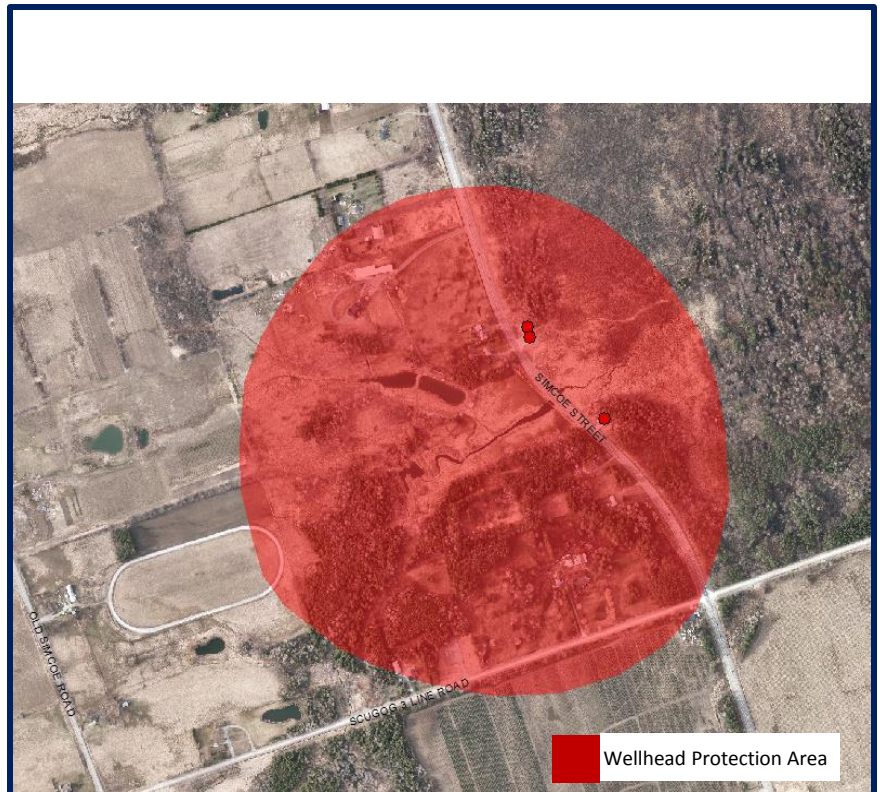 SIMCOE STREET
OLD SIMCOE ROAD
SCUGOG 3 LINE ROAD
Wellhead Protection Area